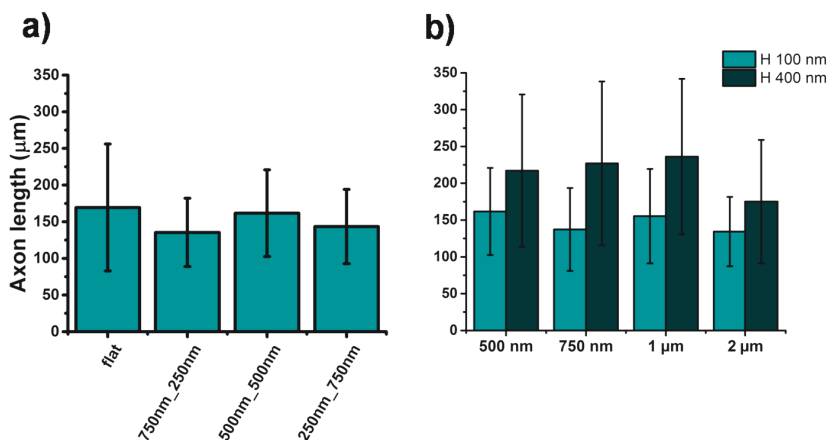 a)
Axon length (μm)
350
300
250
200
150
100
50
0
flat
750nm_250nm
500nm_500nm
250nm_750nm
b)
H 100 nm
H 400 nm
350
300
250
200
150
100
50
0
500 nm
750 nm
1 μm
2 μm